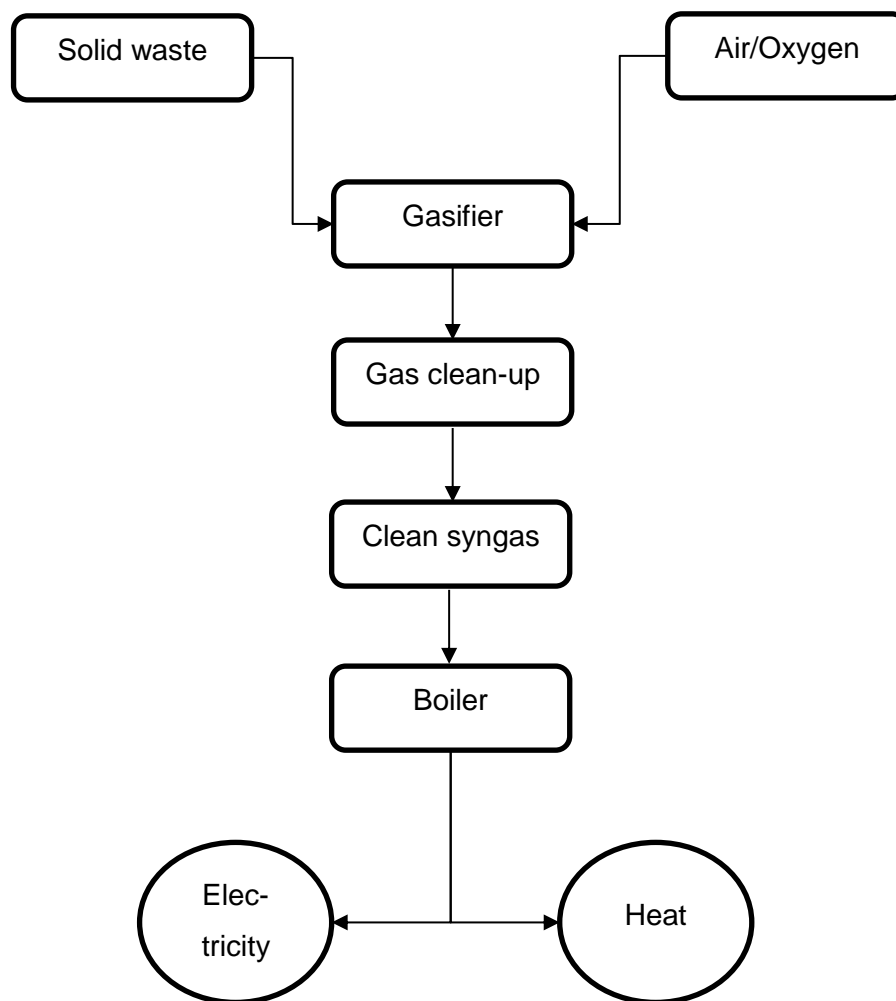 Solid waste
Air/Oxygen
Gasifier
Gas clean-up
Clean syngas
Boiler
Elec-
tricity
Heat